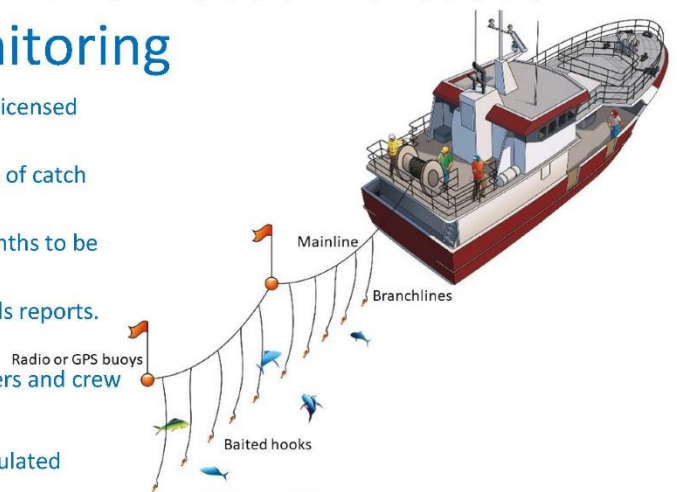 nitoring
icensed
of catch
nths to be
ls reports.
ers and crew
ulated
Mainline
Branchlines
Radio or GPS buoys
Baited hooks